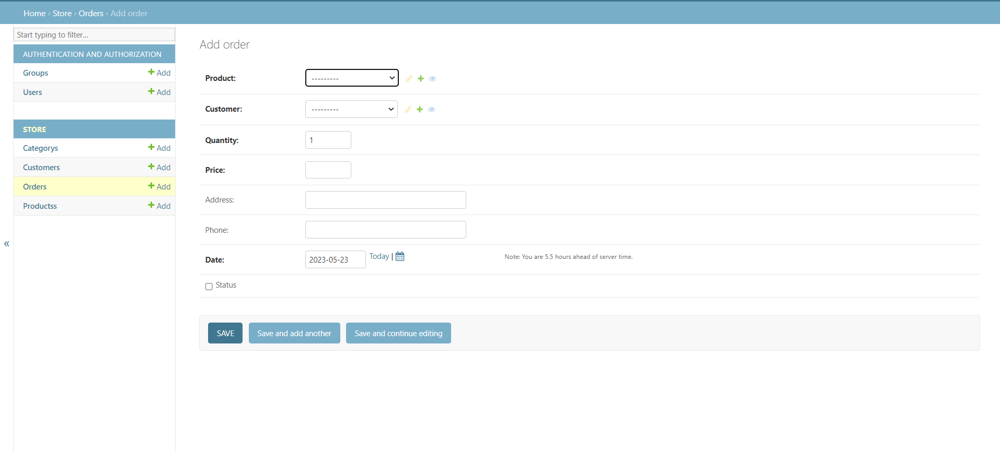 Home › Store › Orders › Add order
Start typing to filter...
AUTHENTICATION AND AUTHORIZATION
Groups + Add
Users + Add
STORE
Categorys + Add
Customers + Add
Orders + Add
Productss + Add
«
Add order
Product: ---------
Customer: ---------
Quantity: 1
Price:
Address:
Phone:
Date: 2023-05-23 Today | Note: You are 5.5 hours ahead of server time.
Status
SAVE Save and add another Save and continue editing